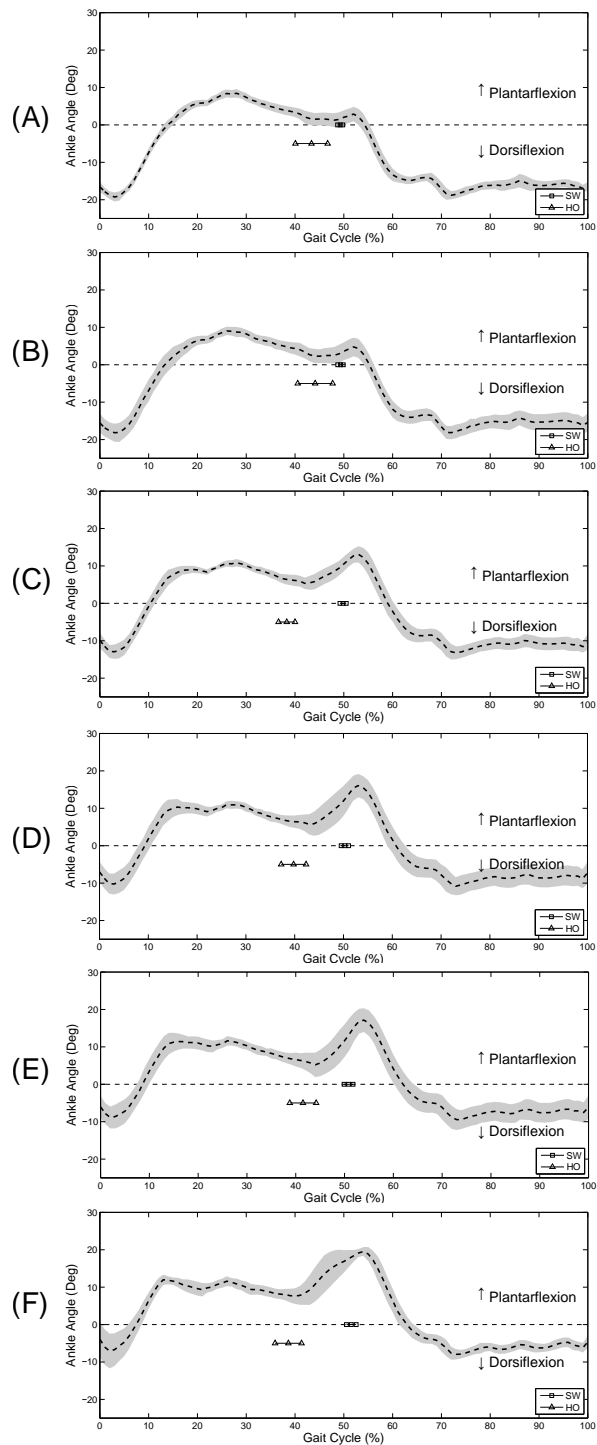 (A)
Ankle Angle (Deg)
30
20
10
0
−10
−20
↑ Plantarflexion
↓ Dorsiflexion
SW
HO
0 10 20 30 40 50 60 70 80 90 100
Gait Cycle (%)
(B)
Ankle Angle (Deg)
30
20
10
0
−10
−20
↑ Plantarflexion
↓ Dorsiflexion
SW
HO
0 10 20 30 40 50 60 70 80 90 100
Gait Cycle (%)
(C)
Ankle Angle (Deg)
30
20
10
0
−10
−20
↑ Plantarflexion
↓ Dorsiflexion
SW
HO
0 10 20 30 40 50 60 70 80 90 100
Gait Cycle (%)
(D)
Ankle Angle (Deg)
30
20
10
0
−10
−20
↑ Plantarflexion
↓ Dorsiflexion
SW
HO
0 10 20 30 40 50 60 70 80 90 100
Gait Cycle (%)
(E)
Ankle Angle (Deg)
30
20
10
0
−10
−20
↑ Plantarflexion
↓ Dorsiflexion
SW
HO
0 10 20 30 40 50 60 70 80 90 100
Gait Cycle (%)
(F)
Ankle Angle (Deg)
30
20
10
0
−10
−20
↑ Plantarflexion
↓ Dorsiflexion
SW
HO
0 10 20 30 40 50 60 70 80 90 100
Gait Cycle (%)